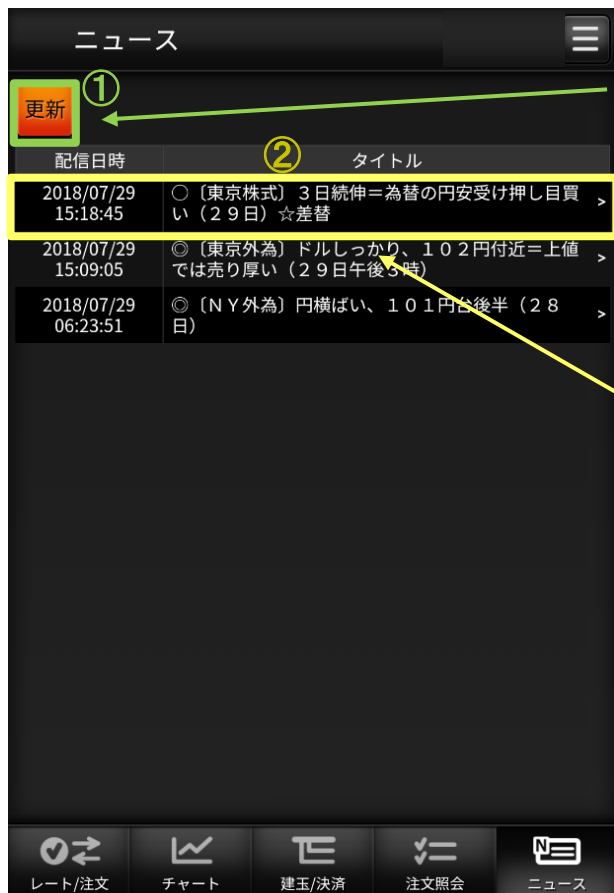 ニュース
①
更新
②
配信日時 タイトル
2018/07/29
15:18:45
○〔東京株式〕３日続伸＝為替の円安受け押し目買
い（２９日）☆差替
>
2018/07/29
15:09:05
◎〔東京外為〕ドルしっかり、１０２円付近＝上値
では売り厚い（２９日午後３時）
>
2018/07/29
06:23:51
◎〔ＮＹ外為〕円横ばい、１０１円台後半（２８
日）
>
N
レート/注文 チャート 建玉/決済 注文照会 ニュース